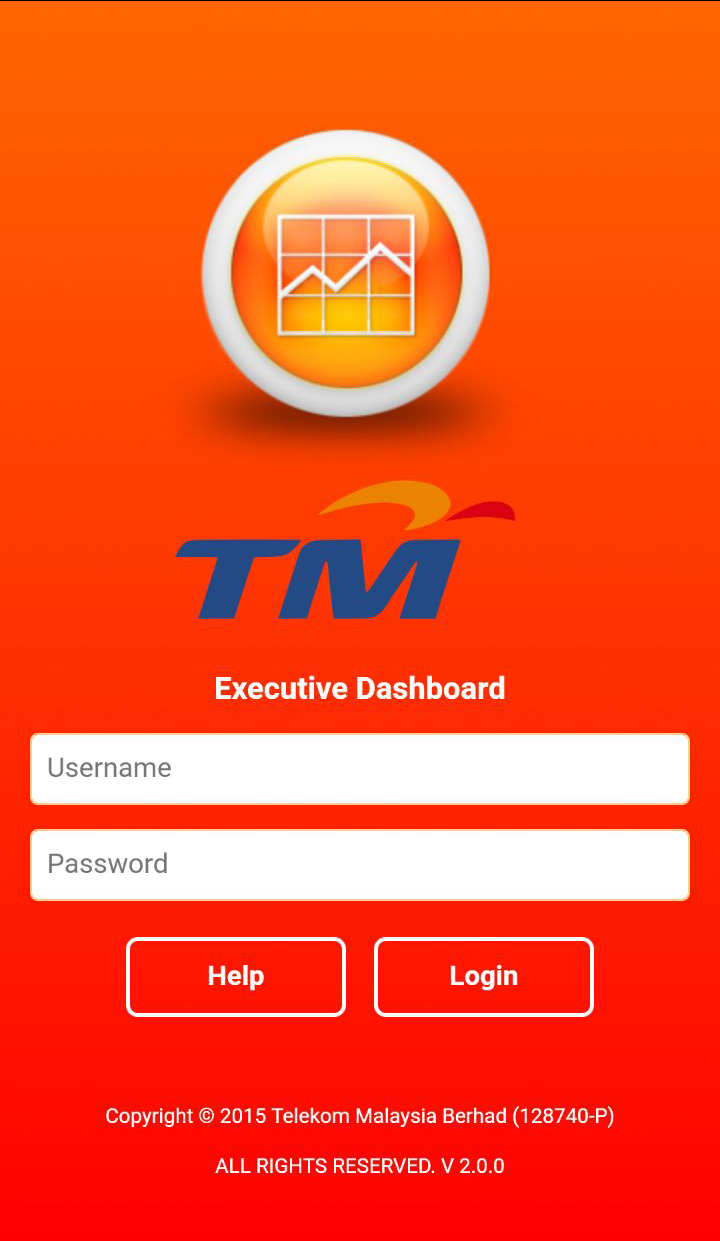 TM
Executive Dashboard
Username
Password
Help Login
Copyright © 2015 Telekom Malaysia Berhad (128740-P)
ALL RIGHTS RESERVED. V 2.0.0